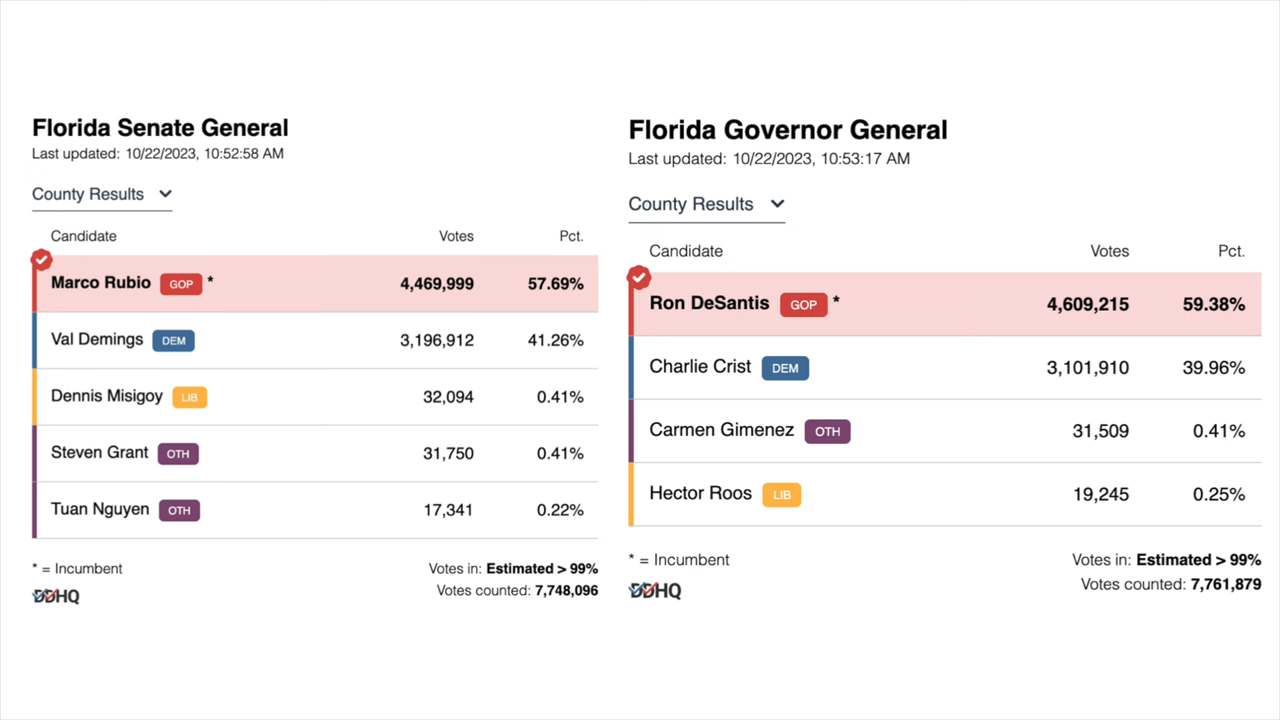 Florida Senate General
Last updated: 10/22/2023, 10:52:58 AM
County Results
Candidate Votes Pct.
Marco Rubio GOP * 4,469,999 57.69%
Val Demings DEM 3,196,912 41.26%
Dennis Misigoy LIB 32,094 0.41%
Steven Grant OTH 31,750 0.41%
Tuan Nguyen OTH 17,341 0.22%
* = Incumbent Votes in: Estimated > 99%
DDHQ Votes counted: 7,748,096
Florida Governor General
Last updated: 10/22/2023, 10:53:17 AM
County Results
Candidate Votes Pct.
Ron DeSantis GOP * 4,609,215 59.38%
Charlie Crist DEM 3,101,910 39.96%
Carmen Gimenez OTH 31,509 0.41%
Hector Roos LIB 19,245 0.25%
* = Incumbent Votes in: Estimated > 99%
DDHQ Votes counted: 7,761,879